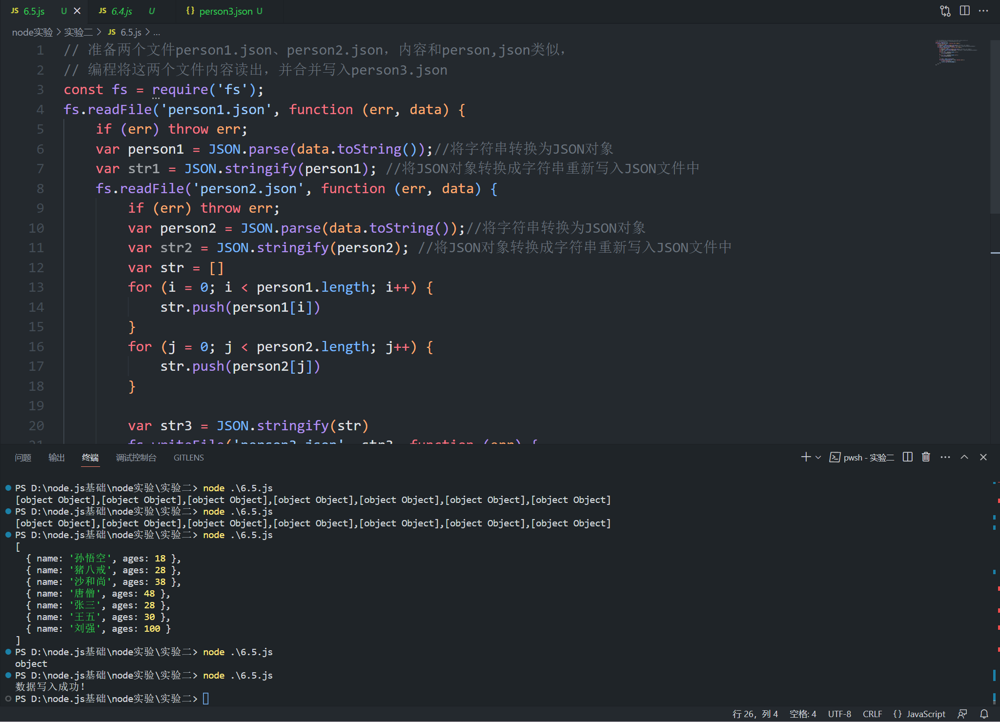 JS 6.5.js U
JS 6.4.js U
{} person3.json U
node实验 > 实验二 > JS 6.5.js > ...
1 // 准备两个文件person1.json、person2.json，内容和person,json类似，
2 // 编程将这两个文件内容读出，并合并写入person3.json
3 const fs = require('fs');
4 fs.readFile('person1.json', function (err, data) {
5 if (err) throw err;
6 var person1 = JSON.parse(data.toString());//将字符串转换为JSON对象
7 var str1 = JSON.stringify(person1); //将JSON对象转换成字符串重新写入JSON文件中
8 fs.readFile('person2.json', function (err, data) {
9 if (err) throw err;
10 var person2 = JSON.parse(data.toString());//将字符串转换为JSON对象
11 var str2 = JSON.stringify(person2); //将JSON对象转换成字符串重新写入JSON文件中
12 var str = []
13 for (i = 0; i < person1.length; i++) {
14 str.push(person1[i])
15 }
16 for (j = 0; j < person2.length; j++) {
17 str.push(person2[j])
18 }
19
20 var str3 = JSON.stringify(str)
21 fs.writeFile('person3.json', str3, function (err) {
问题 输出 终端 调试控制台 GITLENS
pwsh - 实验二
PS D:\node.js基础\node实验\实验二> node .\6.5.js
[object Object],[object Object],[object Object],[object Object],[object Object],[object Object],[object Object]
PS D:\node.js基础\node实验\实验二> node .\6.5.js
[object Object],[object Object],[object Object],[object Object],[object Object],[object Object],[object Object]
PS D:\node.js基础\node实验\实验二> node .\6.5.js
[
{ name: '孙悟空', ages: 18 },
{ name: '猪八戒', ages: 28 },
{ name: '沙和尚', ages: 38 },
{ name: '唐僧', ages: 48 },
{ name: '张三', ages: 28 },
{ name: '王五', ages: 30 },
{ name: '刘强', ages: 100 }
]
PS D:\node.js基础\node实验\实验二> node .\6.5.js
object
PS D:\node.js基础\node实验\实验二> node .\6.5.js
数据写入成功！
PS D:\node.js基础\node实验\实验二>
行 26，列 4 空格: 4 UTF-8 CRLF {} JavaScript